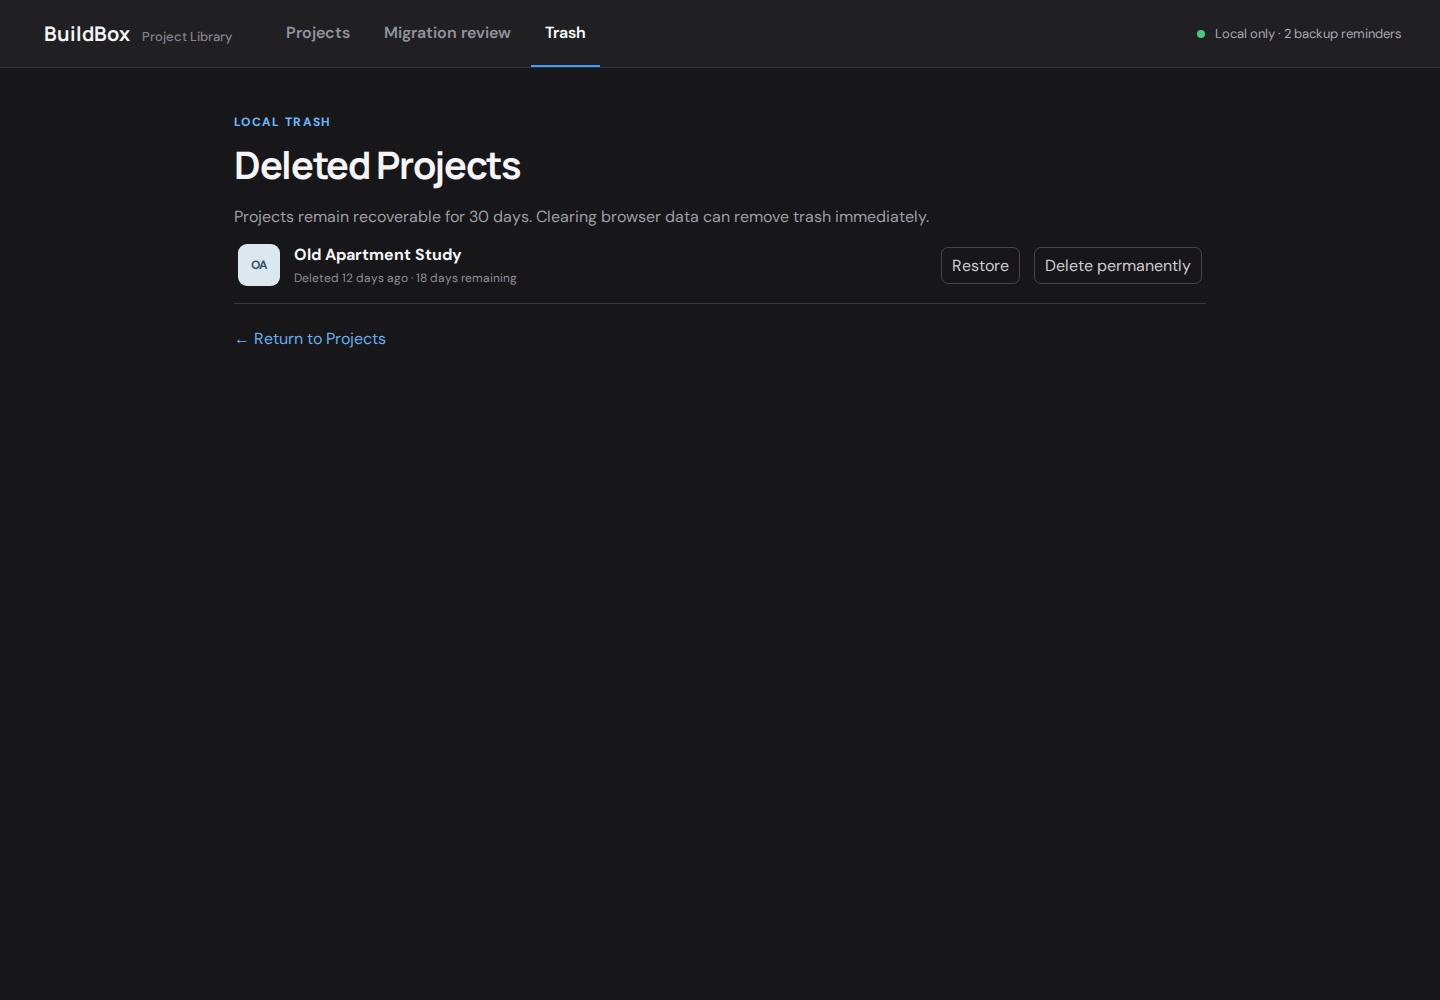 BuildBox Project Library Projects Migration review Trash Local only · 2 backup reminders
LOCAL TRASH
Deleted Projects
Projects remain recoverable for 30 days. Clearing browser data can remove trash immediately.
OA Old Apartment Study Restore Delete permanently
Deleted 12 days ago · 18 days remaining
← Return to Projects